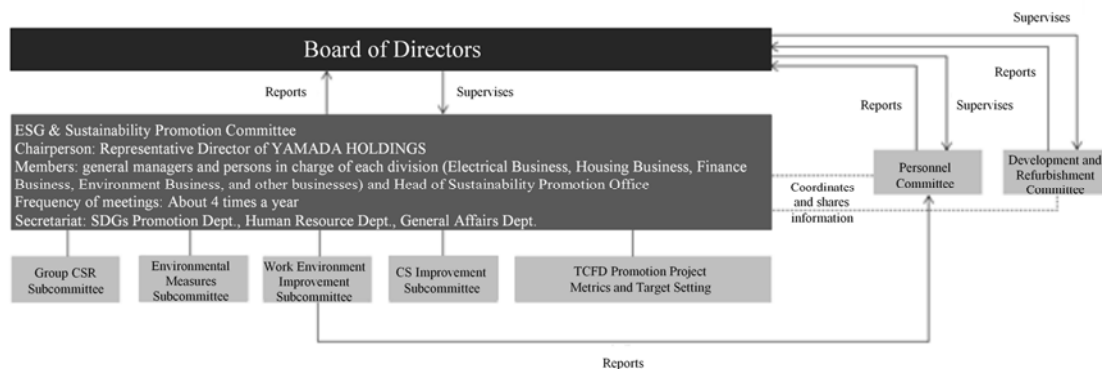 Supervises
Board of Directors
Reports
Supervises
Reports
Reports
Supervises
ESG & Sustainability Promotion Committee
Chairperson: Representative Director of YAMADA HOLDINGS
Members: general managers and persons in charge of each division (Electrical Business, Housing Business, Finance
Business, Environment Business, and other businesses) and Head of Sustainability Promotion Office
Frequency of meetings: About 4 times a year
Secretariat: SDGs Promotion Dept., Human Resource Dept., General Affairs Dept.
Coordinates
and shares
information
Personnel
Committee
Development and
Refurbishment
Committee
Group CSR
Subcommittee
Environmental
Measures
Subcommittee
Work Environment
Improvement
Subcommittee
CS Improvement
Subcommittee
TCFD Promotion Project
Metrics and Target Setting
Reports